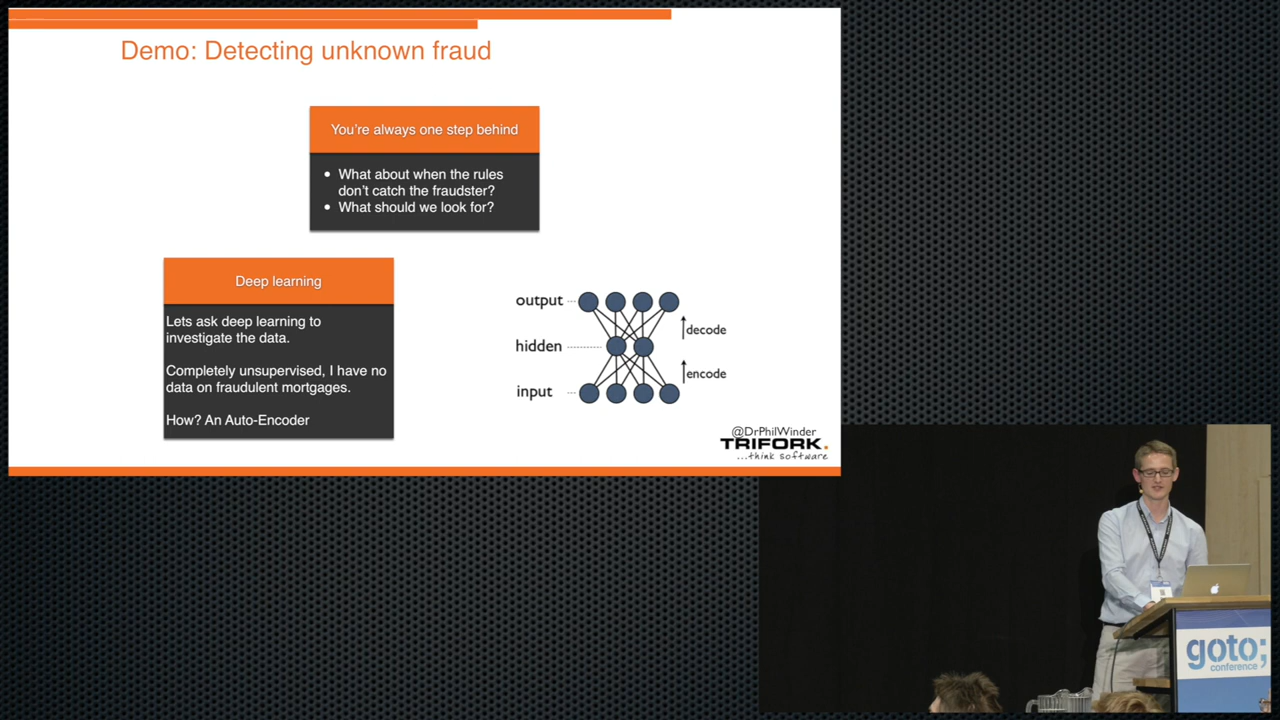 Demo: Detecting unknown fraud
You're always one step behind
• What about when the rules
don't catch the fraudster?
• What should we look for?
Deep learning
Lets ask deep learning to
investigate the data.
Completely unsupervised, I have no
data on fraudulent mortgages.
How? An Auto-Encoder
output
decode
hidden
encode
input
@DrPhilWinder
TRIFORK.
...think software
goto;
conference